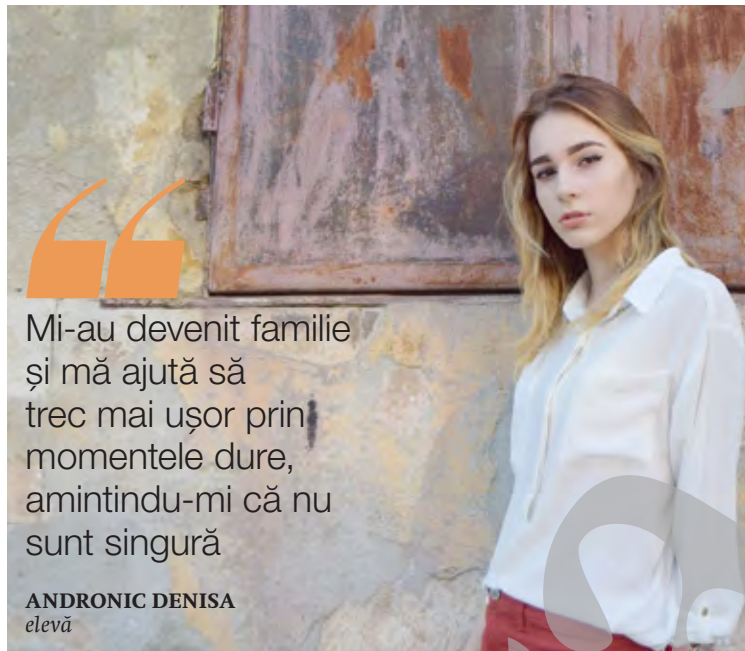 Mi-au devenit familie
și mă ajută să
trec mai ușor prin
momentele dure,
amintindu-mi că nu
sunt singură
ANDRONIC DENISA
elevă